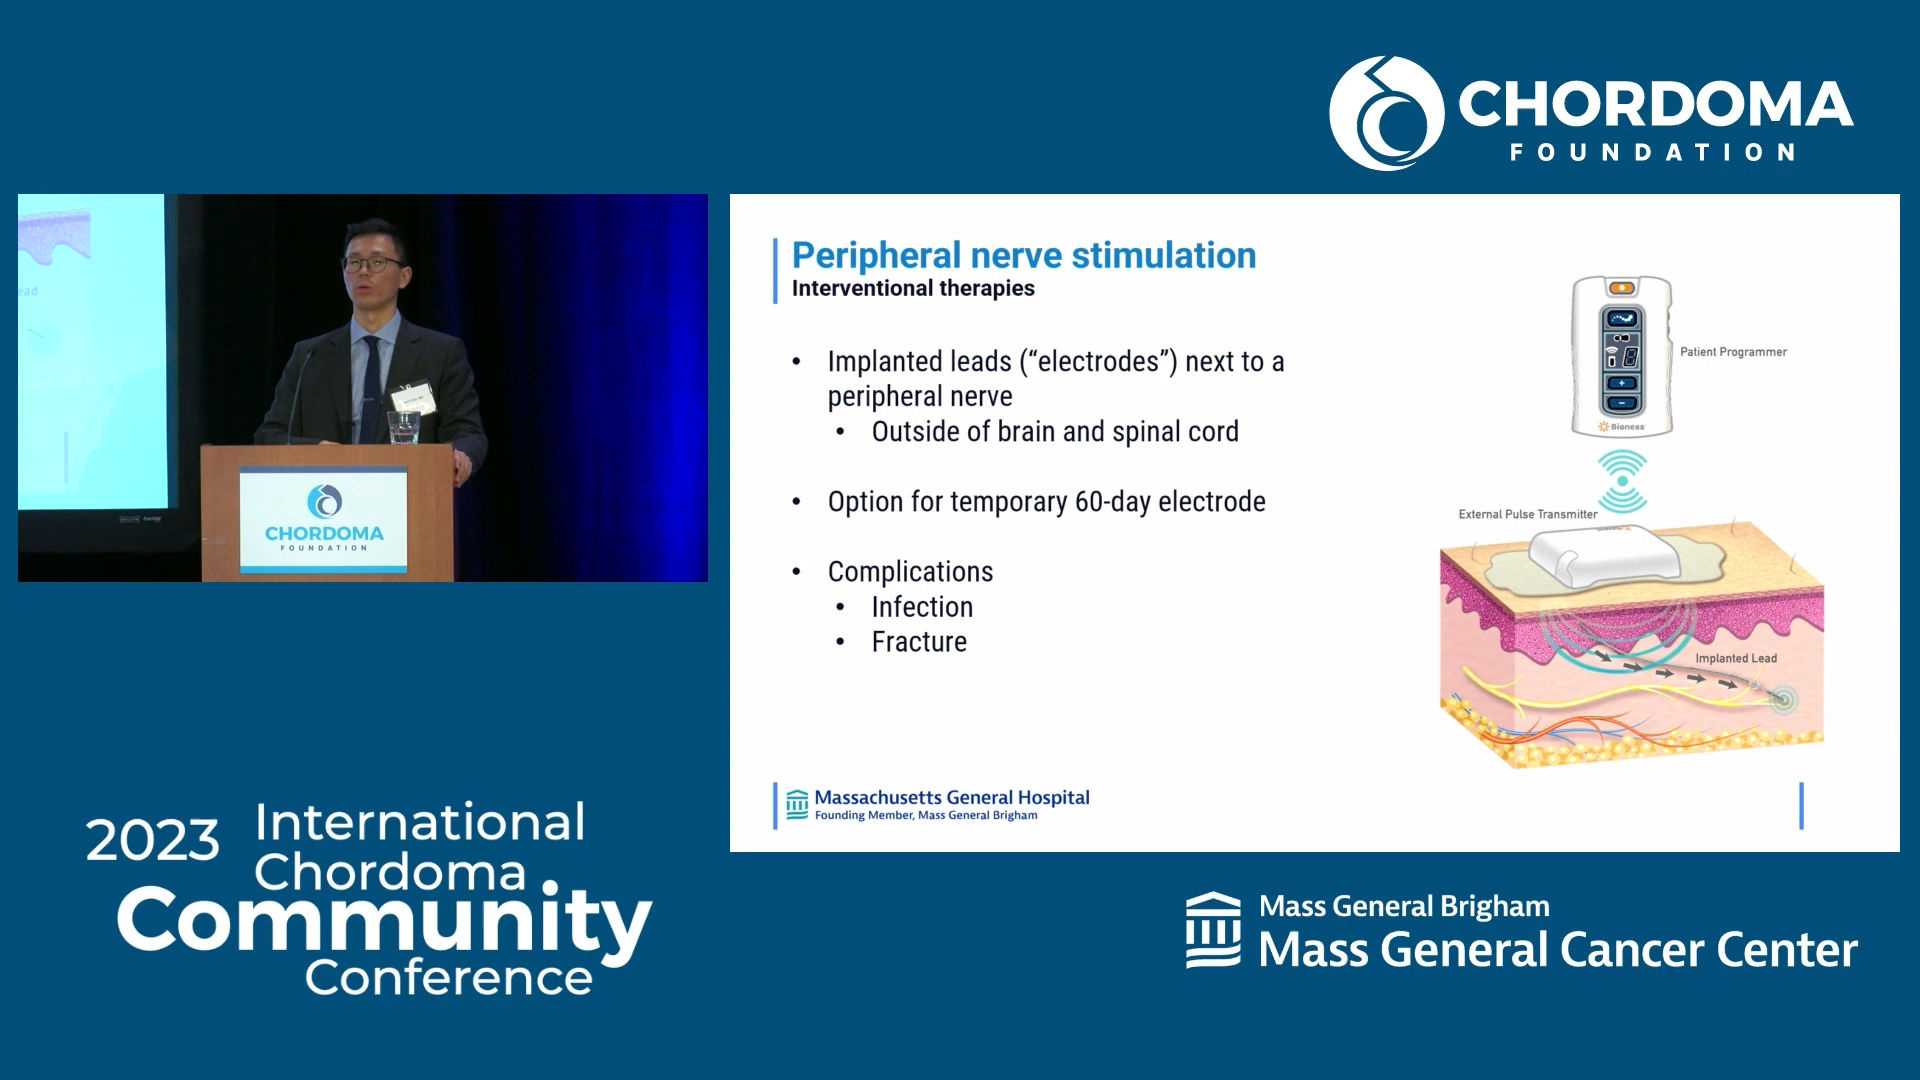 CHORDOMA
FOUNDATION
Peripheral nerve stimulation
Interventional therapies
• Implanted leads (“electrodes”) next to a
peripheral nerve
• Outside of brain and spinal cord
• Option for temporary 60-day electrode
• Complications
• Infection
• Fracture
Patient Programmer
Bioness
External Pulse Transmitter
Implanted Lead
Massachusetts General Hospital
Founding Member, Mass General Brigham
ead
CHORDOMA
FOUNDATION
2023 International
Chordoma
Community
Conference
Mass General Brigham
Mass General Cancer Center